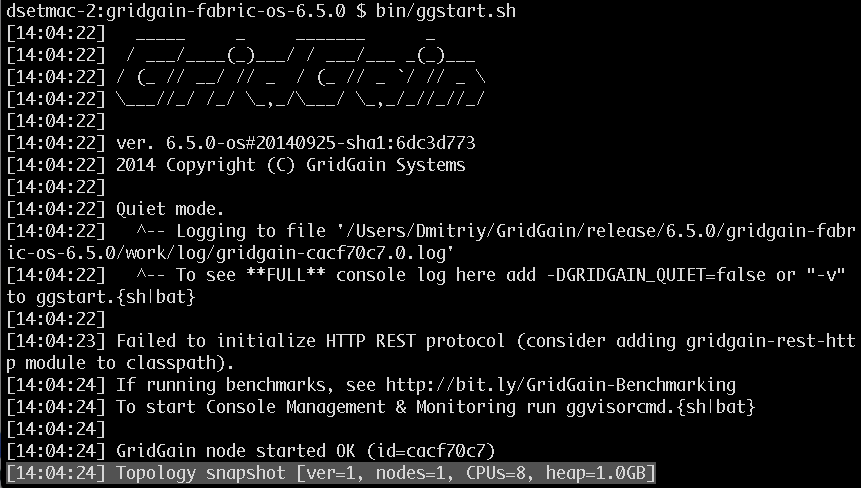 dsetmac-2:gridgain-fabric-os-6.5.0 $ bin/ggstart.sh
[14:04:22]    _____     _     _______      _
[14:04:22]   / ___/____(_)___/ / ___/___ _(_)___
[14:04:22] / (_ // __/ // _  / (_ // _ `/ // _ \
[14:04:22] \___//_/ /_/ \_,_/\___/ \_,_/_//_//_/
[14:04:22]
[14:04:22] ver. 6.5.0-os#20140925-sha1:6dc3d773
[14:04:22] 2014 Copyright (C) GridGain Systems
[14:04:22]
[14:04:22] Quiet mode.
[14:04:22]   ^-- Logging to file '/Users/Dmitriy/GridGain/release/6.5.0/gridgain-fabr
ic-os-6.5.0/work/log/gridgain-cacf70c7.0.log'
[14:04:22]   ^-- To see **FULL** console log here add -DGRIDGAIN_QUIET=false or "-v"
to ggstart.{sh|bat}
[14:04:22]
[14:04:23] Failed to initialize HTTP REST protocol (consider adding gridgain-rest-htt
p module to classpath).
[14:04:24] If running benchmarks, see http://bit.ly/GridGain-Benchmarking
[14:04:24] To start Console Management & Monitoring run ggvisorcmd.{sh|bat}
[14:04:24]
[14:04:24] GridGain node started OK (id=cacf70c7)
[14:04:24] Topology snapshot [ver=1, nodes=1, CPUs=8, heap=1.0GB]